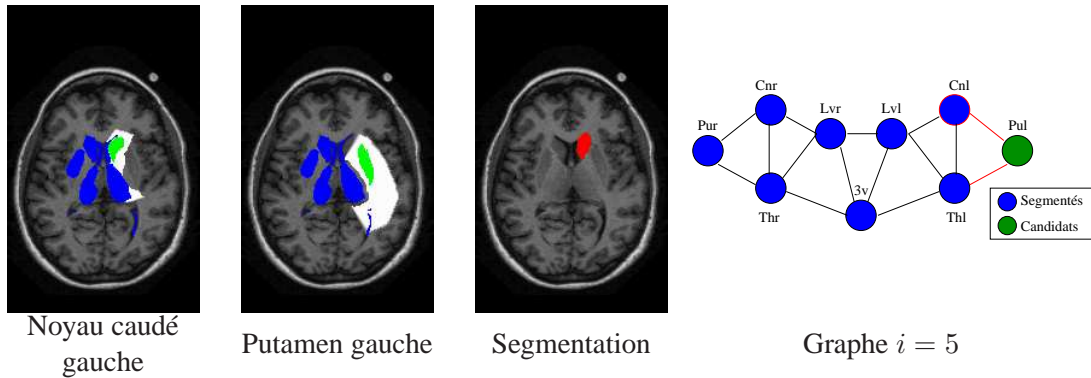 Cnr
Cnl
Lvr
Lvl
Pur
Pul
3v
Thr
Thl
Segmentés
Candidats
Noyau caudé
gauche
Putamen gauche
Segmentation
Graphe i = 5